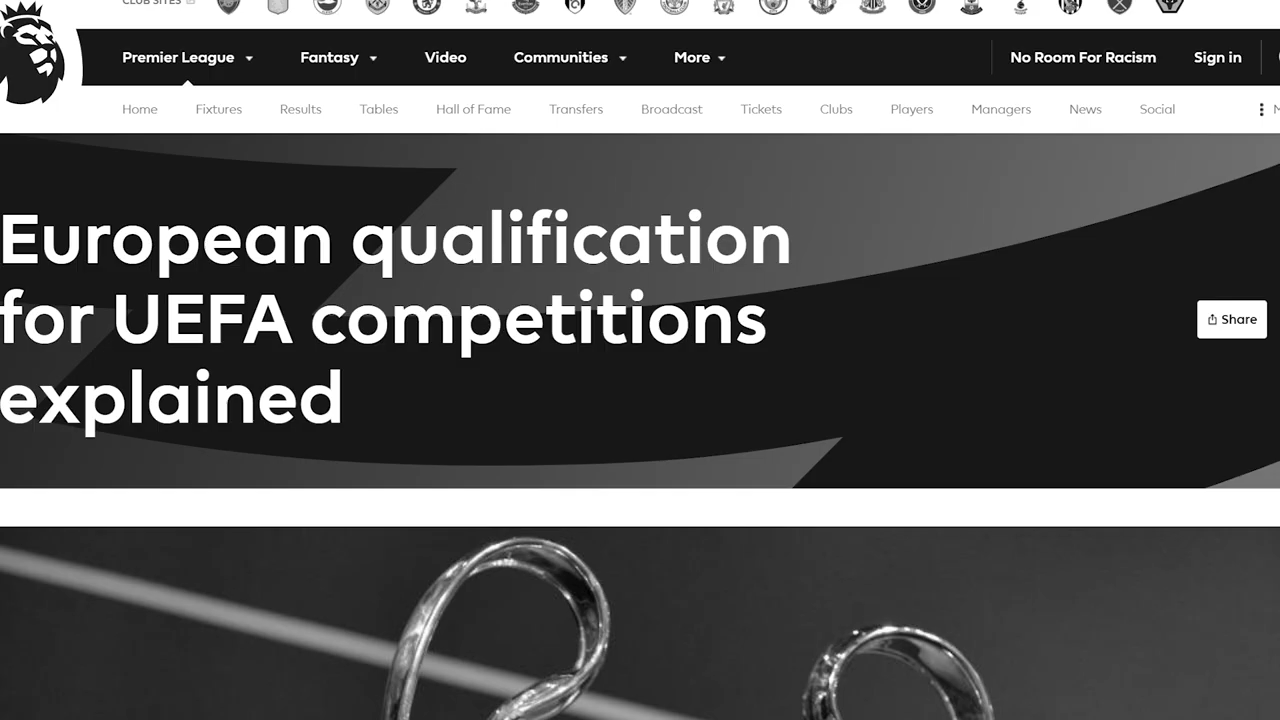 CLUB SITES
Premier League Fantasy Video Communities More No Room For Racism Sign in
Home Fixtures Results Tables Hall of Fame Transfers Broadcast Tickets Clubs Players Managers News Social M
European qualification
for UEFA competitions
explained
Share